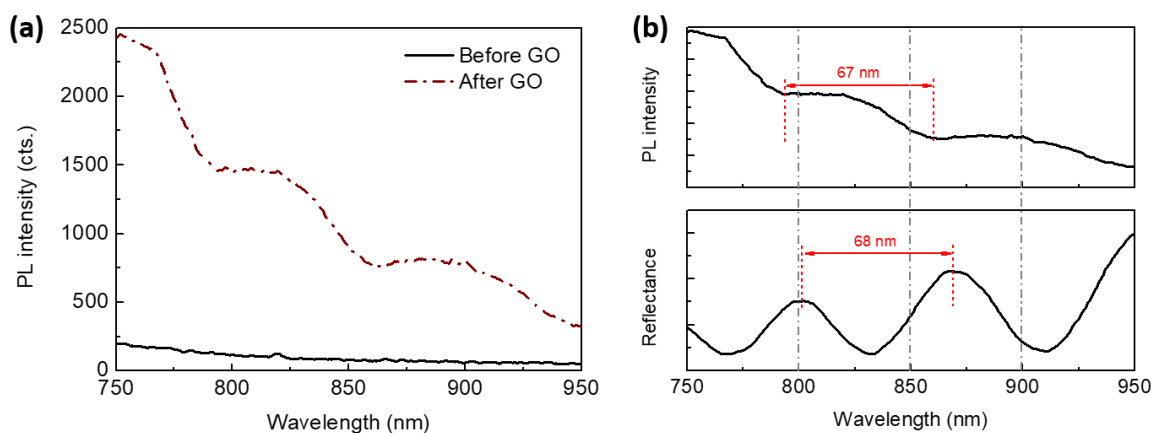 (a)
2500
2000
1500
1000
500
0
PL intensity (cts.)
Before GO
After GO
750 800 850 900 950
Wavelength (nm)
(b)
PL intensity
67 nm
Reflectance
68 nm
750 800 850 900 950
Wavelength (nm)